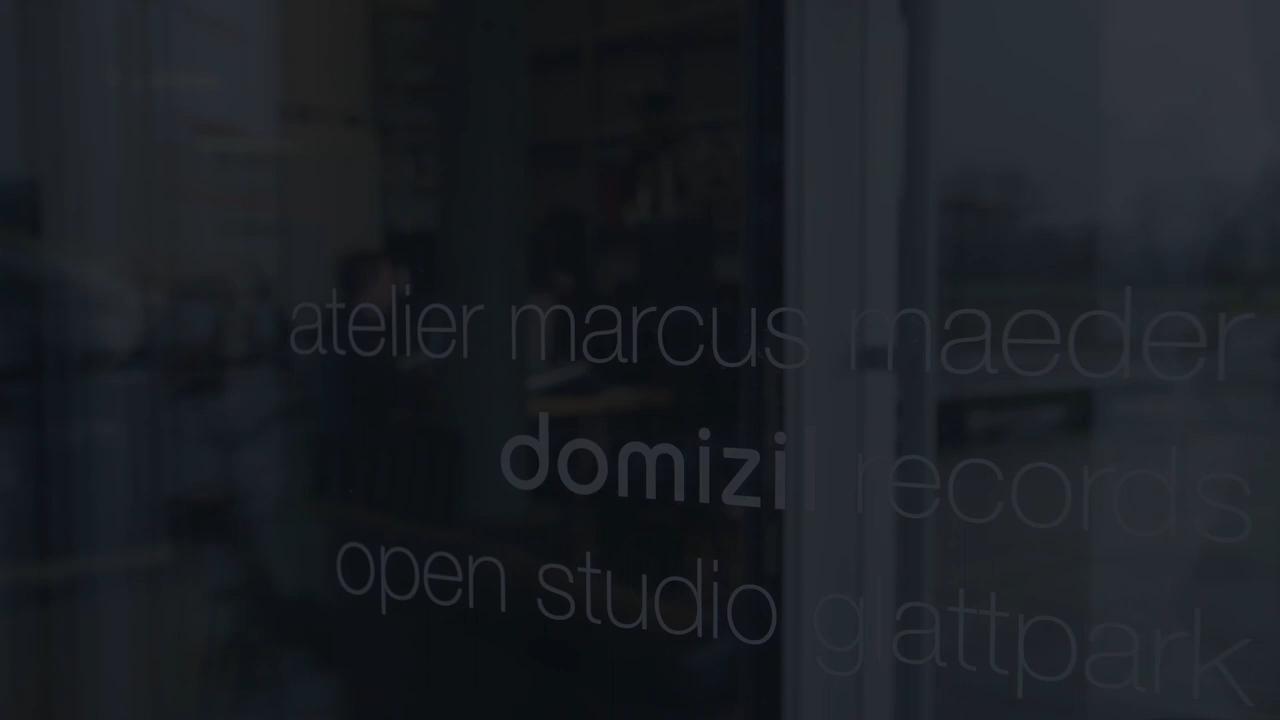 atelier marcus maeder
domizil records
open studio glattpark